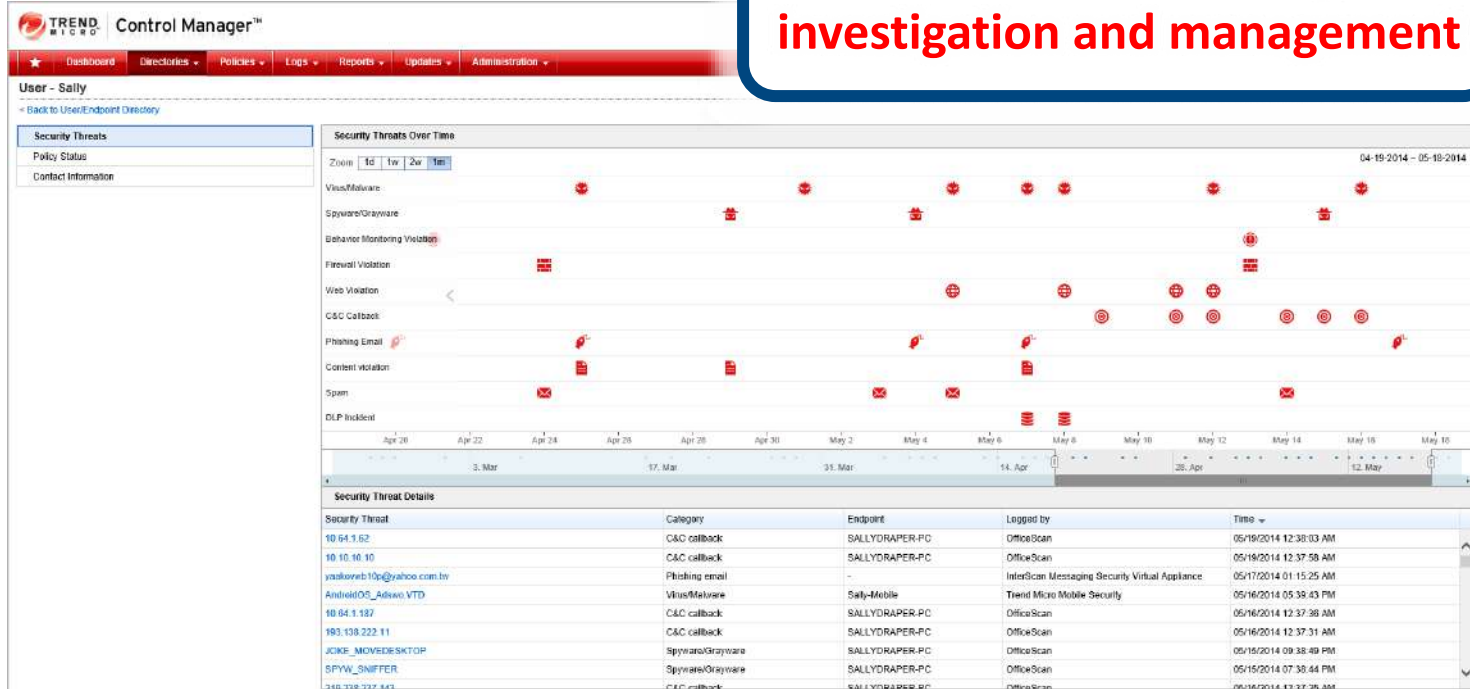 investigation and management
TREND MICRO Control Manager™
Dashboard Directories Policies Logs Reports Updates Administration
User - Sally
< Back to User/Endpoint Directory
Security Threats
Policy Status
Contact Information
Security Threats Over Time
Zoom 1d 1w 2w 1m
04-19-2014 – 05-18-2014
Virus/Malware
Spyware/Grayware
Behavior Monitoring Violation
Firewall Violation
Web Violation
C&C Callback
Phishing Email
Content violation
Spam
DLP Incident
Apr 20 Apr 22 Apr 24 Apr 26 Apr 28 Apr 30 May 2 May 4 May 6 May 8 May 10 May 12 May 14 May 16 May 18
3. Mar 17. Mar 31. Mar 14. Apr 28. Apr 12. May
Security Threat Details
Security Threat Category Endpoint Logged by Time
10.64.1.62 C&C callback SALLYDRAPER-PC OfficeScan 05/19/2014 12:38:03 AM
10.10.10.10 C&C callback SALLYDRAPER-PC OfficeScan 05/19/2014 12:37:58 AM
Phishing email - InterScan Messaging Security Virtual Appliance 05/17/2014 01:15:25 AM
Virus/Malware Sally-Mobile Trend Micro Mobile Security 05/16/2014 05:39:43 PM
10.64.1.187 C&C callback SALLYDRAPER-PC OfficeScan 05/16/2014 12:37:36 AM
193.138.222.11 C&C callback SALLYDRAPER-PC OfficeScan 05/16/2014 12:37:31 AM
JOKE_MOVEDESKTOP Spyware/Grayware SALLYDRAPER-PC OfficeScan 05/15/2014 09:38:49 PM
SPYW_SNIFFER Spyware/Grayware SALLYDRAPER-PC OfficeScan 05/15/2014 07:38:44 PM
C&C callback SALLYDRAPER-PC OfficeScan